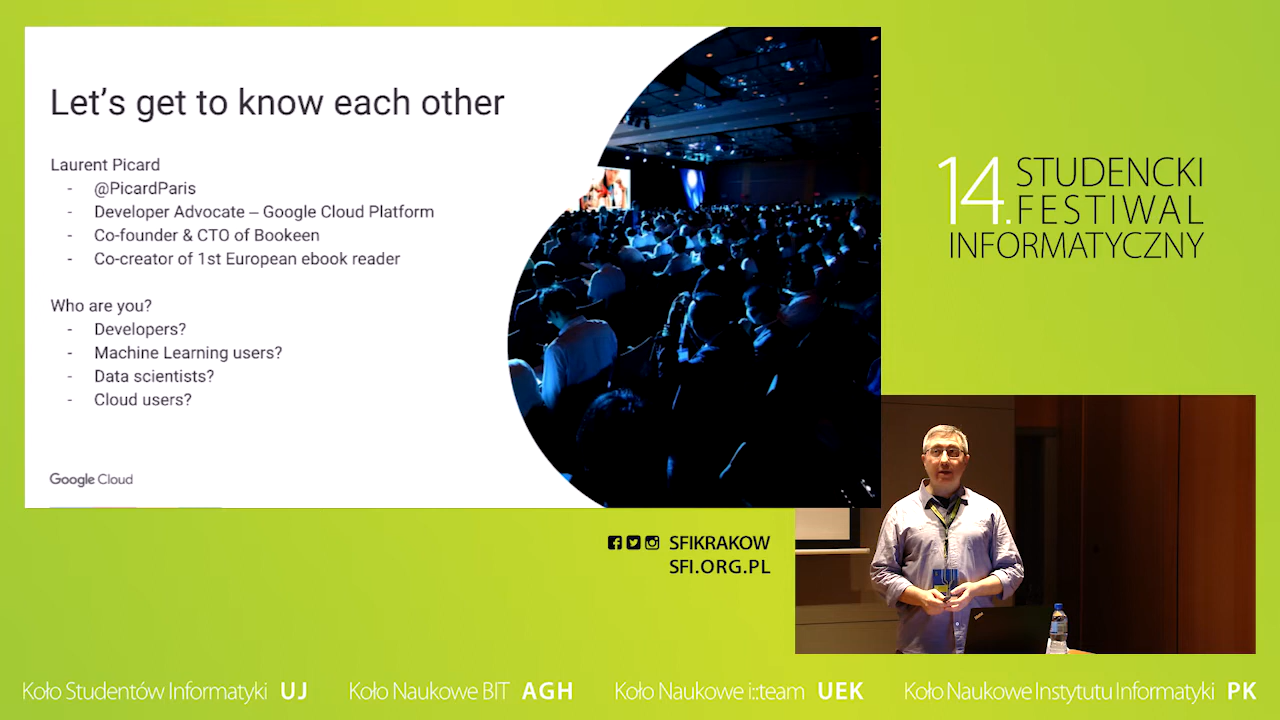 Let's get to know each other
Laurent Picard
- @PicardParis
- Developer Advocate – Google Cloud Platform
- Co-founder & CTO of Bookeen
- Co-creator of 1st European ebook reader
Who are you?
- Developers?
- Machine Learning users?
- Data scientists?
- Cloud users?
Google Cloud
14. STUDENCKI
FESTIWAL
INFORMATYCZNY
SFIKRAKOW
SFI.ORG.PL
Koło Studentów Informatyki UJ
Koło Naukowe BIT AGH
Koło Naukowe i::team UEK
Koło Naukowe Instytutu Informatyki PK